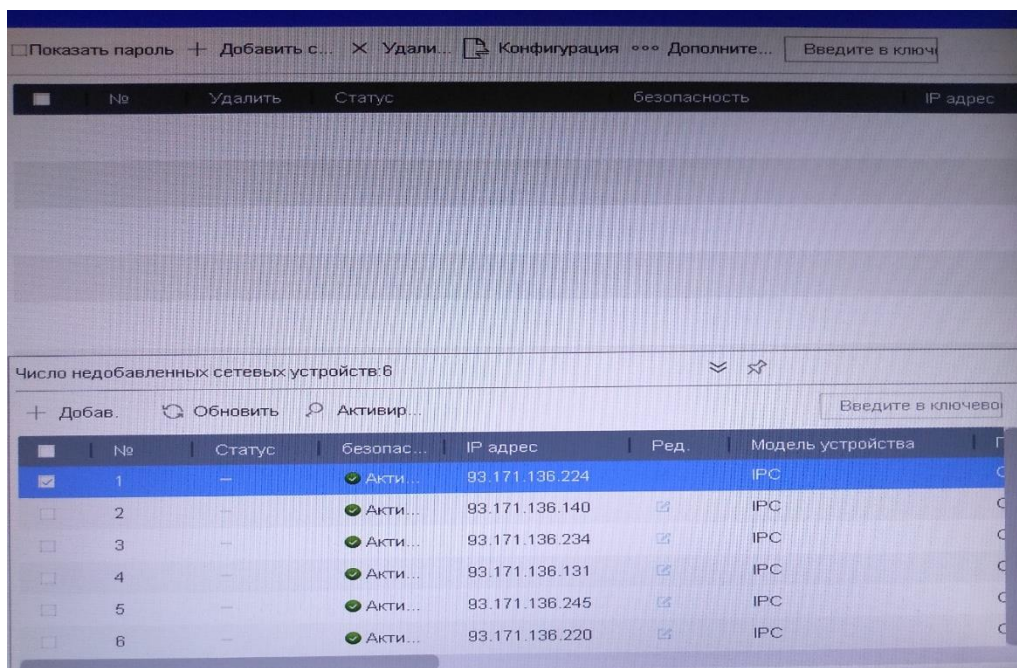 Показать пароль + Добавить с... × Удали... Конфигурация ооо Дополните... Введите в ключ
№ Удалить Статус безопасность IP адрес
Число недобавленных сетевых устройств:6
+ Добав. Обновить Активир... Введите в ключево
№ Статус безопас... IP адрес Ред. Модель устройства
1 — Акти... 93.171.136.224 IPC
2 — Акти... 93.171.136.140 IPC
3 — Акти... 93.171.136.234 IPC
4 — Акти... 93.171.136.131 IPC
5 — Акти... 93.171.136.245 IPC
6 — Акти... 93.171.136.220 IPC